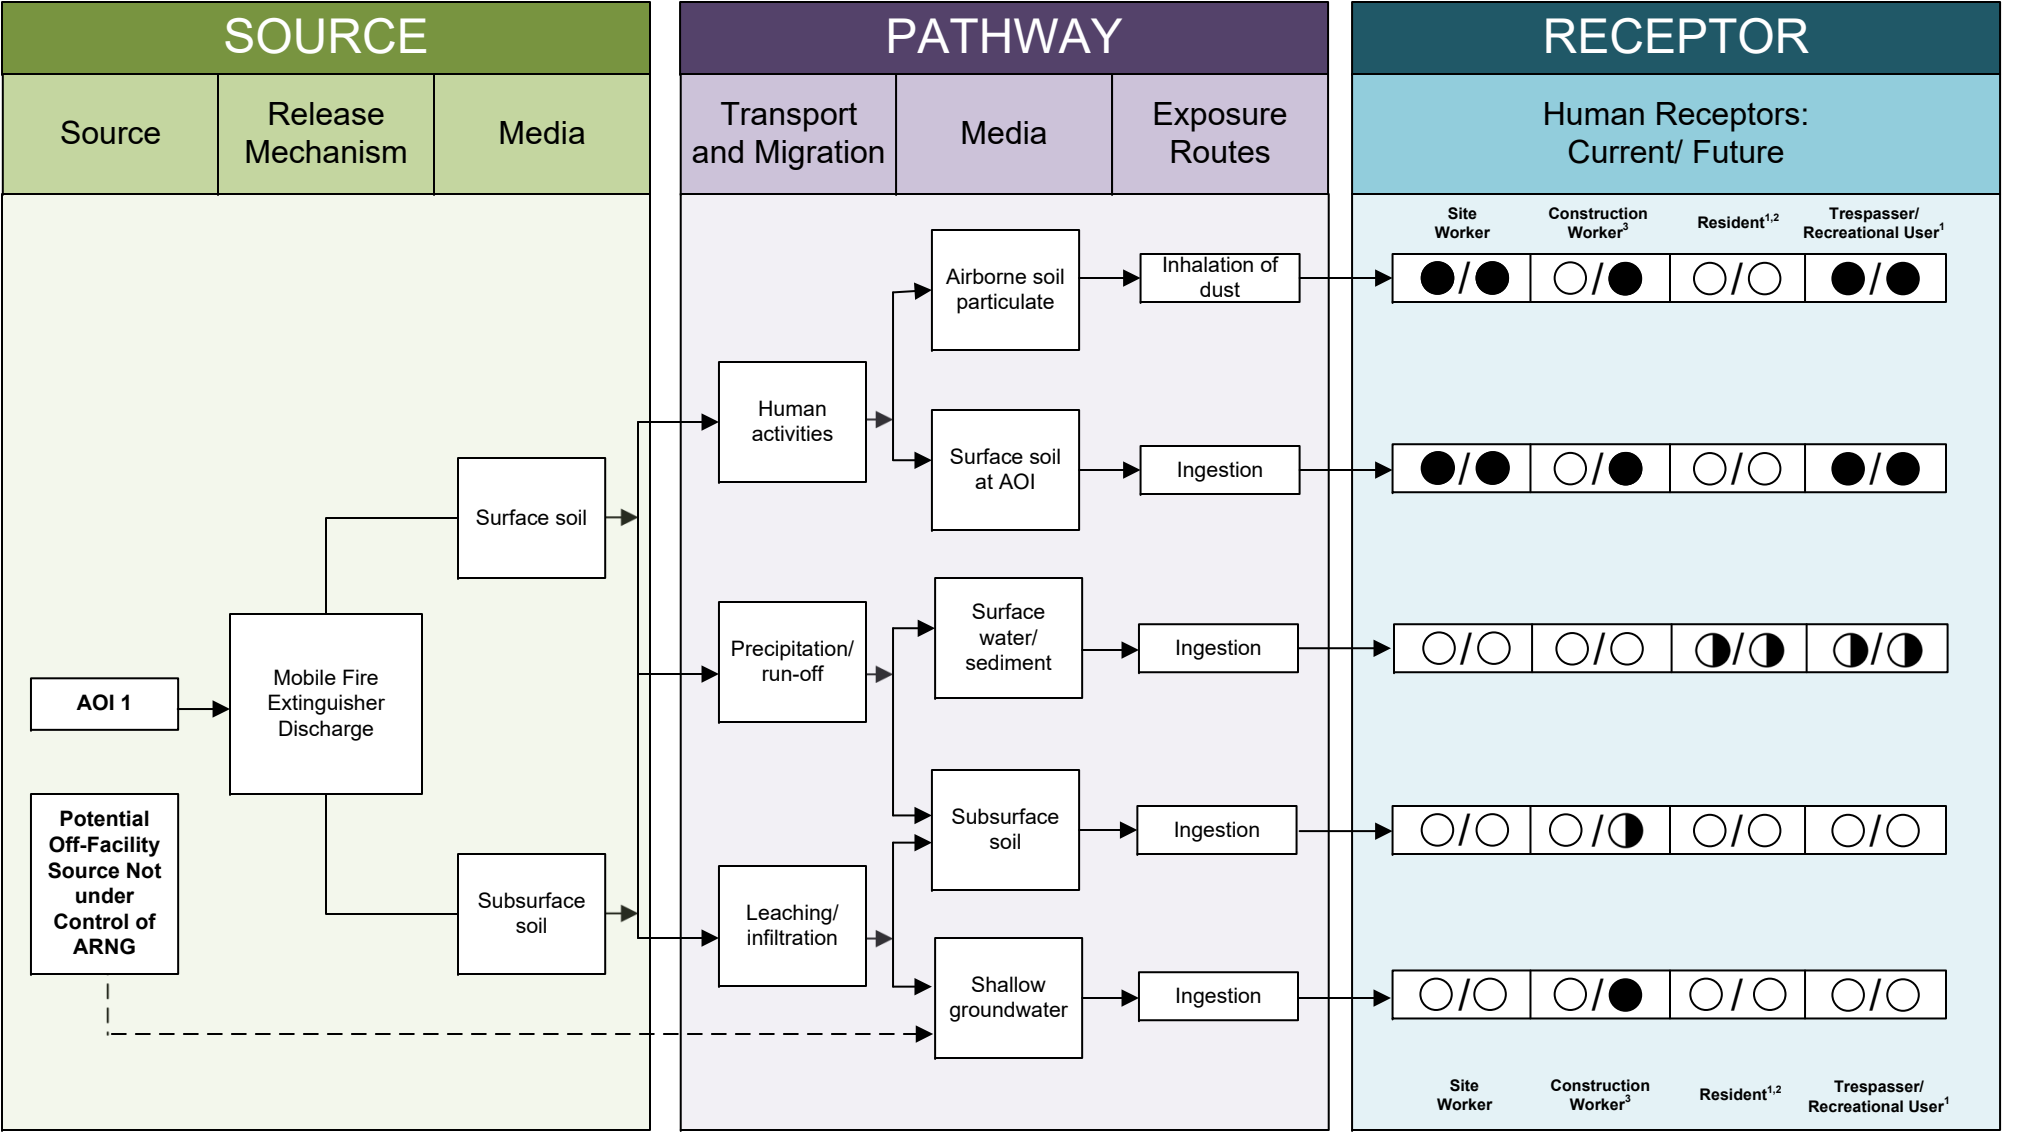 SOURCE
PATHWAY
RECEPTOR
Source
Release
Mechanism
Media
Transport
and Migration
Media
Exposure
Routes
Human Receptors:
Current/ Future
Site
Worker
Construction
Worker3
Resident1,2
Trespasser/
Recreational User1
Airborne soil
particulate
Inhalation of
dust
Human
activities
Surface soil
at AOI
Ingestion
Surface soil
Precipitation/
run-off
Surface
water/
sediment
Ingestion
AOI 1
Mobile Fire
Extinguisher
Discharge
Potential
Off-Facility
Source Not
under
Control of
ARNG
Subsurface
soil
Ingestion
Subsurface
soil
Leaching/
infiltration
Shallow
groundwater
Ingestion
Site
Worker
Construction
Worker3
Resident1,2
Trespasser/
Recreational User1